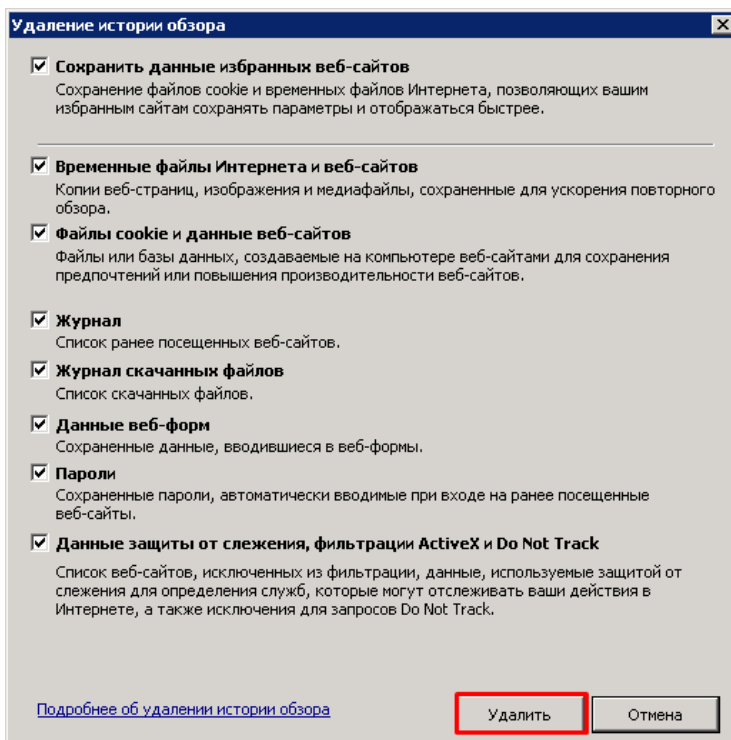 Удаление истории обзора
Сохранить данные избранных веб-сайтов
Сохранение файлов cookie и временных файлов Интернета, позволяющих вашим
избранным сайтам сохранять параметры и отображаться быстрее.
Временные файлы Интернета и веб-сайтов
Копии веб-страниц, изображения и медиафайлы, сохраненные для ускорения повторного
обзора.
Файлы cookie и данные веб-сайтов
Файлы или базы данных, создаваемые на компьютере веб-сайтами для сохранения
предпочтений или повышения производительности веб-сайтов.
Журнал
Список ранее посещенных веб-сайтов.
Журнал скачанных файлов
Список скачанных файлов.
Данные веб-форм
Сохраненные данные, вводившиеся в веб-формы.
Пароли
Сохраненные пароли, автоматически вводимые при входе на ранее посещенные
веб-сайты.
Данные защиты от слежения, фильтрации ActiveX и Do Not Track
Список веб-сайтов, исключенных из фильтрации, данные, используемые защитой от
слежения для определения служб, которые могут отслеживать ваши действия в
Интернете, а также исключения для запросов Do Not Track.
Подробнее об удалении истории обзора
Удалить
Отмена